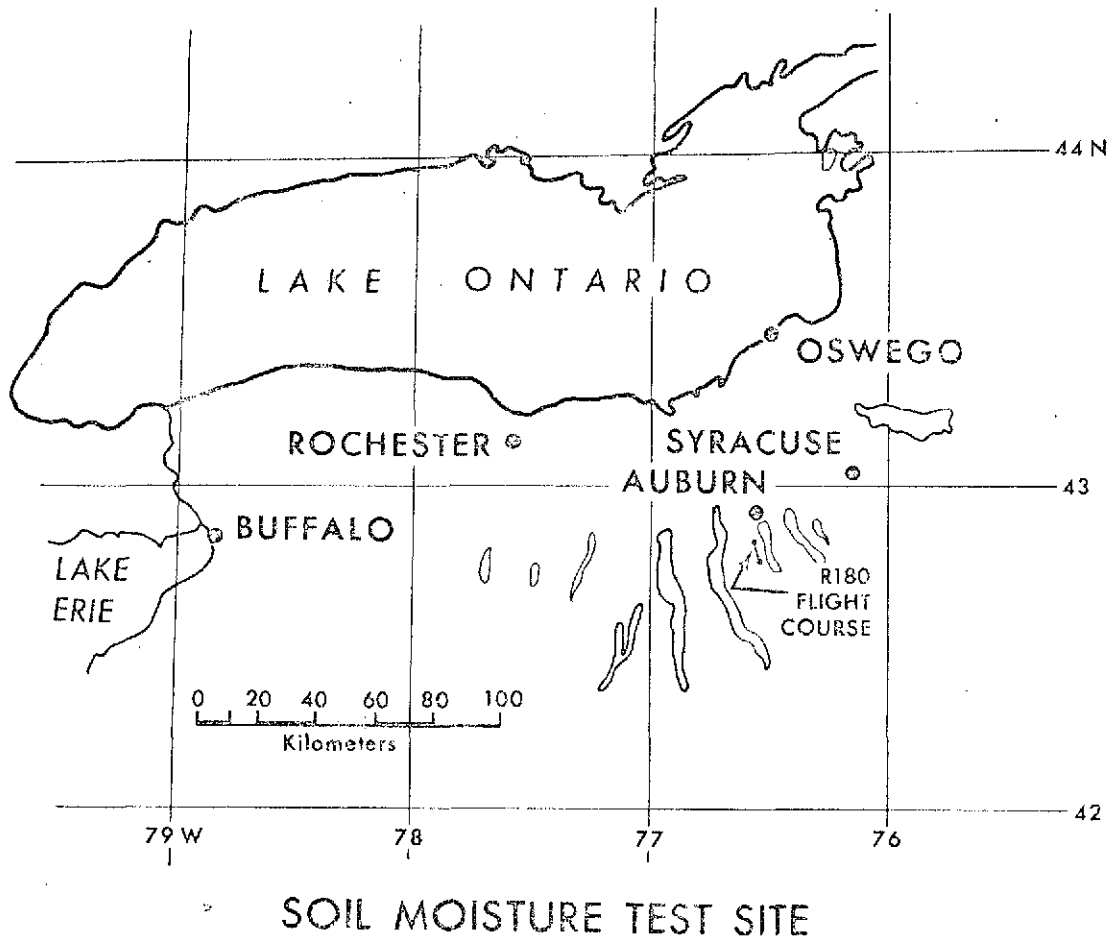 44 N
LAKE ONTARIO
OSWEGO
ROCHESTER
SYRACUSE
AUBURN
43
BUFFALO
LAKE
ERIE
R180
FLIGHT
COURSE
0 20 40 60 80 100
Kilometers
42
79 W 78 77 76
SOIL MOISTURE TEST SITE